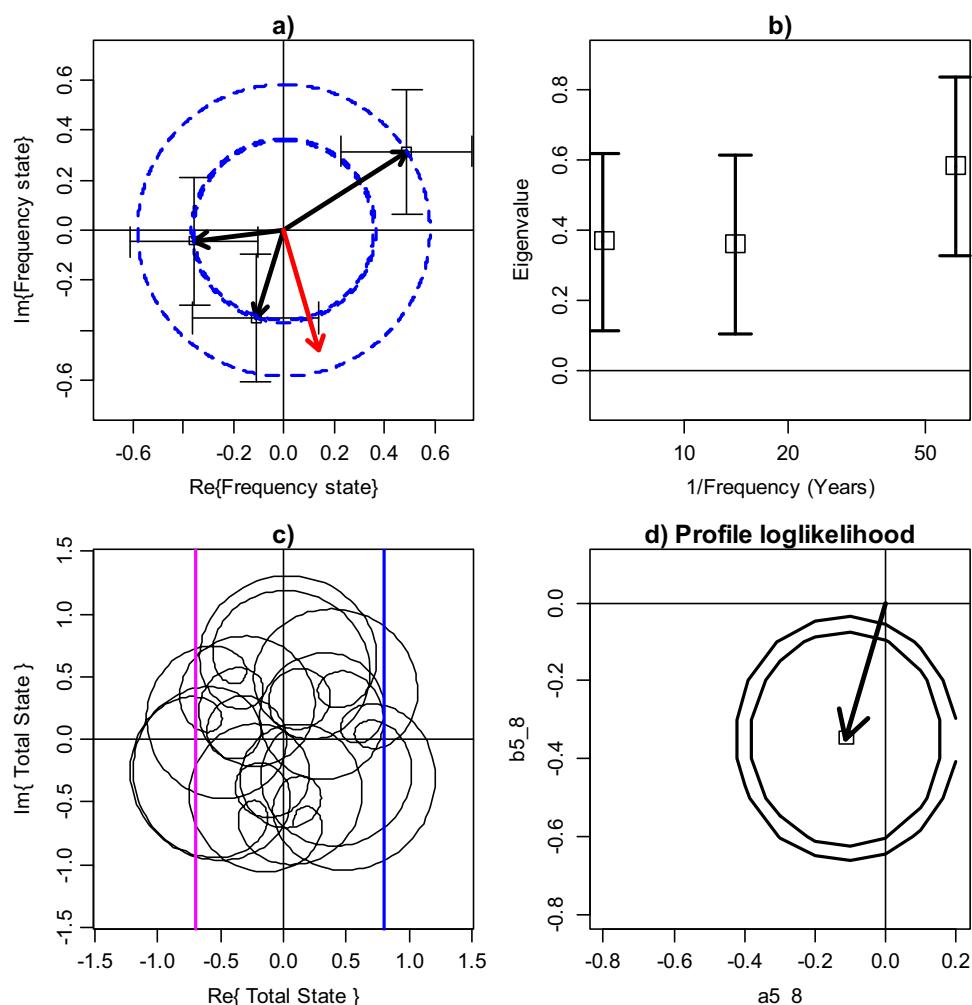 a)
Im{Frequency state}
0.6
0.4
0.2
0.0
-0.2
-0.6
-0.6 -0.2 0.0 0.2 0.4 0.6
Re{Frequency state}
b)
Eigenvalue
0.8
0.6
0.4
0.2
0.0
10 20 50
1/Frequency (Years)
c)
Im{ Total State }
1.5
1.0
0.5
0.0
-0.5
-1.0
-1.5
-1.5 -1.0 -0.5 0.0 0.5 1.0 1.5
Re{ Total State }
d) Profile loglikelihood
b5_8
0.0
-0.2
-0.4
-0.6
-0.8
-0.8 -0.6 -0.4 -0.2 0.0 0.2
a5 8